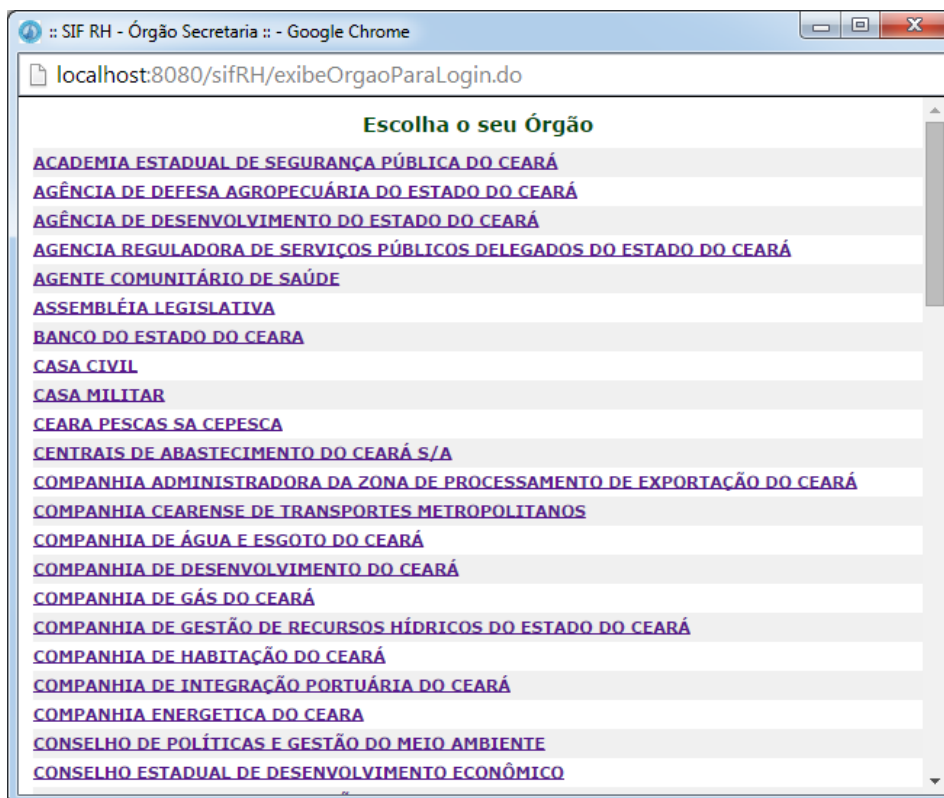 :: SIF RH - Órgão Secretaria :: - Google Chrome
localhost:8080/sifRH/exibeOrgaoParaLogin.do
Escolha o seu Órgão
ACADEMIA ESTADUAL DE SEGURANÇA PÚBLICA DO CEARÁ
AGÊNCIA DE DEFESA AGROPECUÁRIA DO ESTADO DO CEARÁ
AGÊNCIA DE DESENVOLVIMENTO DO ESTADO DO CEARÁ
AGENCIA REGULADORA DE SERVIÇOS PÚBLICOS DELEGADOS DO ESTADO DO CEARÁ
AGENTE COMUNITÁRIO DE SAÚDE
ASSEMBLÉIA LEGISLATIVA
BANCO DO ESTADO DO CEARA
CASA CIVIL
CASA MILITAR
CEARA PESCAS SA CEPESCA
CENTRAIS DE ABASTECIMENTO DO CEARÁ S/A
COMPANHIA ADMINISTRADORA DA ZONA DE PROCESSAMENTO DE EXPORTAÇÃO DO CEARÁ
COMPANHIA CEARENSE DE TRANSPORTES METROPOLITANOS
COMPANHIA DE ÁGUA E ESGOTO DO CEARÁ
COMPANHIA DE DESENVOLVIMENTO DO CEARÁ
COMPANHIA DE GÁS DO CEARÁ
COMPANHIA DE GESTÃO DE RECURSOS HÍDRICOS DO ESTADO DO CEARÁ
COMPANHIA DE HABITAÇÃO DO CEARÁ
COMPANHIA DE INTEGRAÇÃO PORTUÁRIA DO CEARÁ
COMPANHIA ENERGETICA DO CEARA
CONSELHO DE POLÍTICAS E GESTÃO DO MEIO AMBIENTE
CONSELHO ESTADUAL DE DESENVOLVIMENTO ECONÔMICO